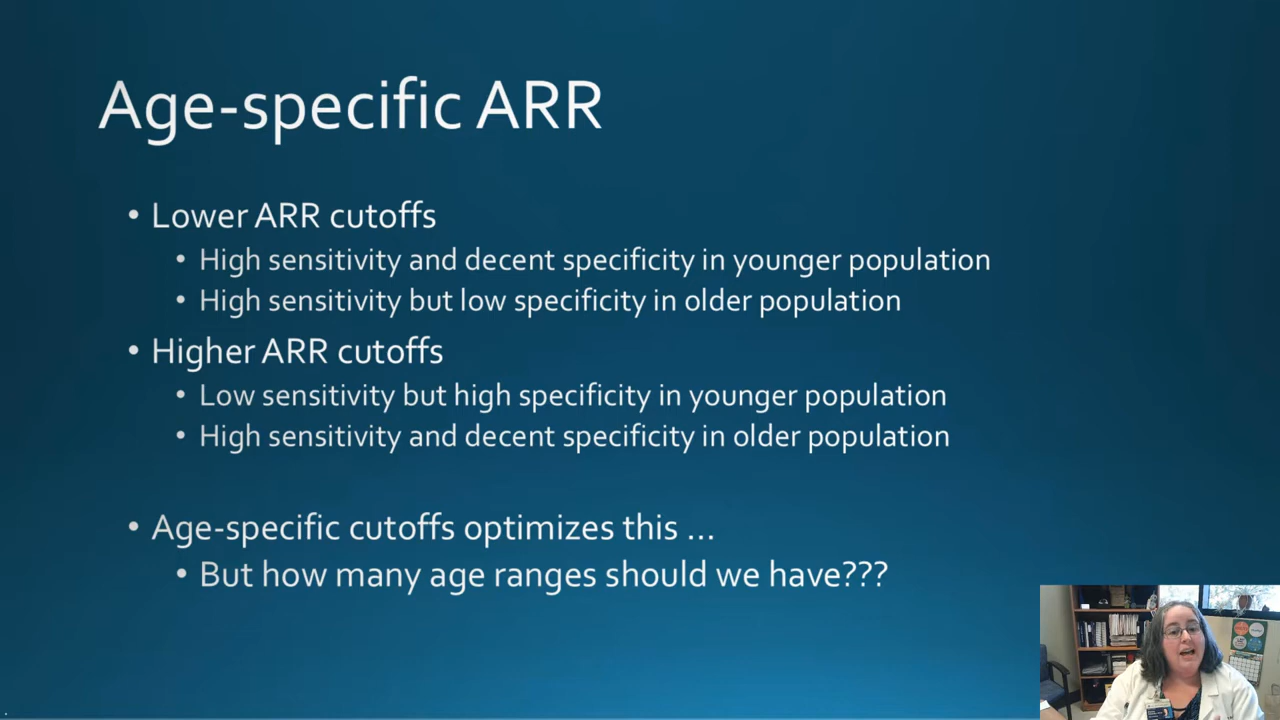 Age-specific ARR
• Lower ARR cutoffs
• High sensitivity and decent specificity in younger population
• High sensitivity but low specificity in older population
• Higher ARR cutoffs
• Low sensitivity but high specificity in younger population
• High sensitivity and decent specificity in older population
• Age-specific cutoffs optimizes this ...
• But how many age ranges should we have???